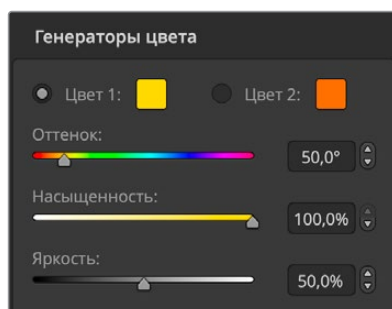 Генераторы цвета
Цвет 1: Цвет 2:
Оттенок:
50,0°
Насыщенность:
100,0%
Яркость:
50,0%